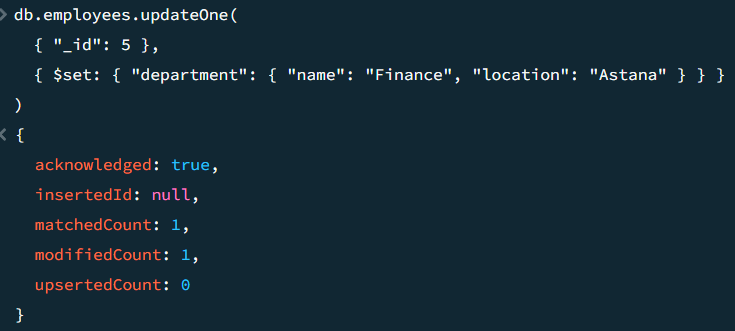 > db.employees.updateOne(
{ "_id": 5 },
{ $set: { "department": { "name": "Finance", "location": "Astana" } } }
)
< {
acknowledged: true,
insertedId: null,
matchedCount: 1,
modifiedCount: 1,
upsertedCount: 0
}